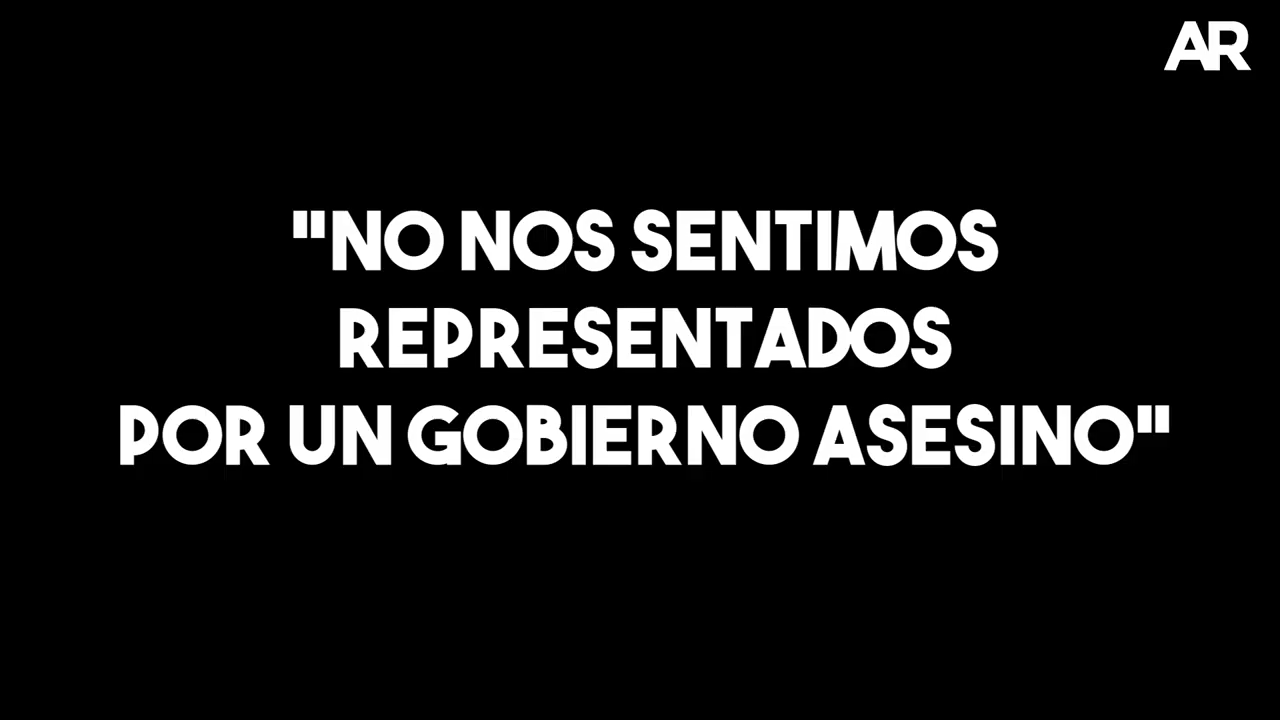 AR
"NO NOS SENTIMOS
REPRESENTADOS
POR UN GOBIERNO ASESINO"